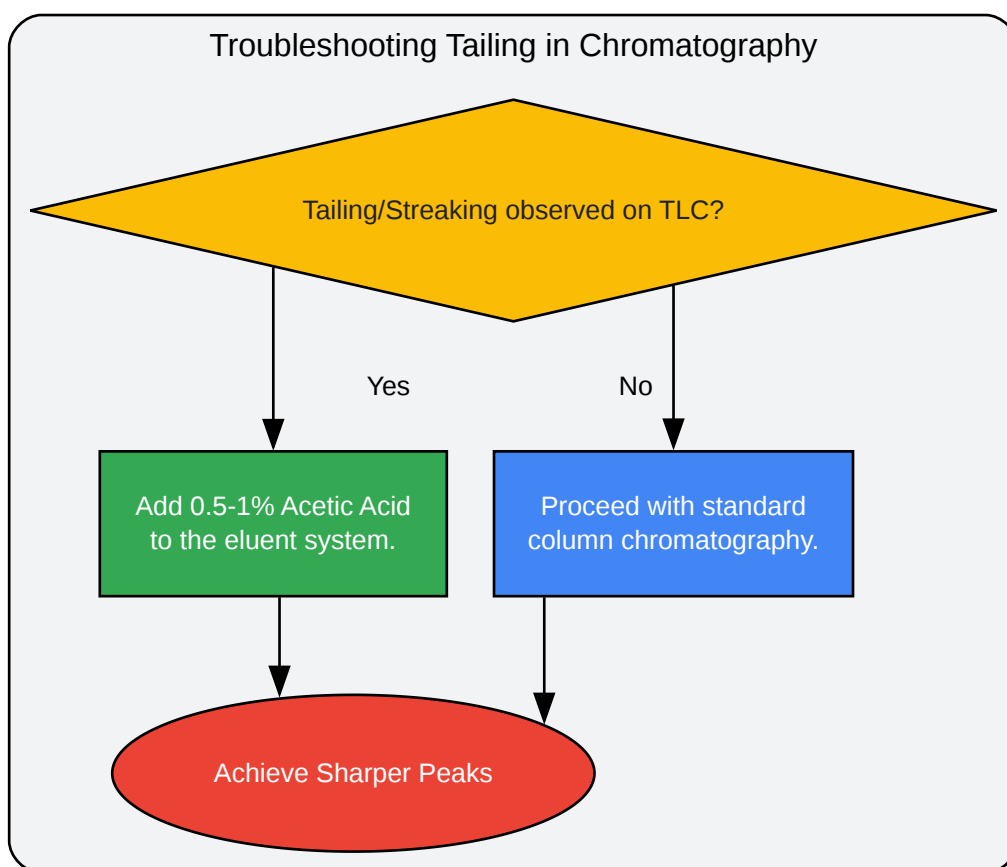 Troubleshooting Tailing in Chromatography
Tailing/Streaking observed on TLC?
Yes
No
Add 0.5-1% Acetic Acid
to the eluent system.
Proceed with standard
column chromatography.
Achieve Sharper Peaks